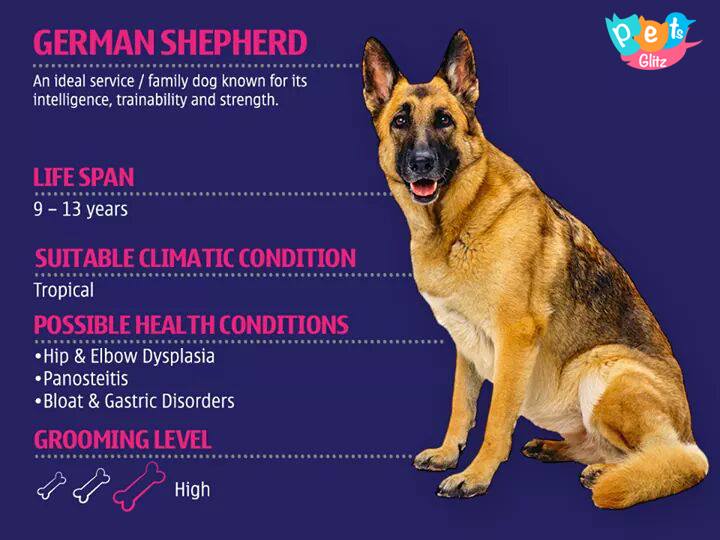 Pets
Glitz
GERMAN SHEPHERD
An ideal service / family dog known for its
intelligence, trainability and strength.
LIFE SPAN
9 – 13 years
SUITABLE CLIMATIC CONDITION
Tropical
POSSIBLE HEALTH CONDITIONS
•Hip & Elbow Dysplasia
•Panosteitis
•Bloat & Gastric Disorders
GROOMING LEVEL
High